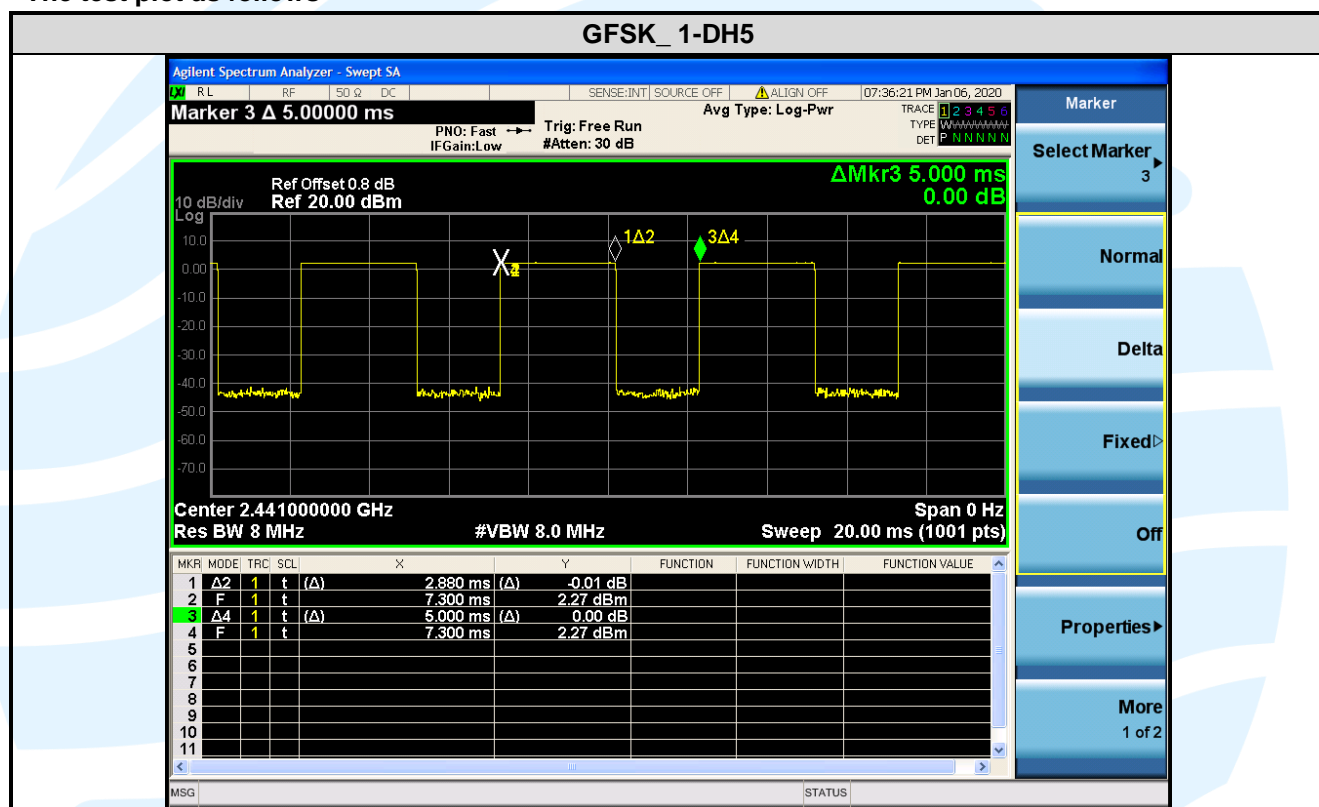 The test plot as follows
GFSK_ 1-DH5
Agilent Spectrum Analyzer - Swept SA
LXI RL RF 50 Ω DC SENSE:INT SOURCE OFF ALIGN OFF 07:36:21 PM Jan 06, 2020
Marker 3 Δ 5.00000 ms
PNO: Fast
IFGain:Low
Trig: Free Run
#Atten: 30 dB
Avg Type: Log-Pwr
TRACE 1 2 3 4 5 6
TYPE WWWWWW
DET P N N N N N
ΔMkr3 5.000 ms
0.00 dB
Ref Offset 0.8 dB
Ref 20.00 dBm
10 dB/div
Log
10.0
0.00
-10.0
-20.0
-30.0
-40.0
-50.0
-60.0
-70.0
1Δ2
3Δ4
X
Center 2.441000000 GHz
Span 0 Hz
Res BW 8 MHz
#VBW 8.0 MHz
Sweep 20.00 ms (1001 pts)
MKR MODE TRC SCL X Y FUNCTION FUNCTION WIDTH FUNCTION VALUE
1 Δ2 1 t (Δ) 2.880 ms (Δ) -0.01 dB
2 F 1 t 7.300 ms 2.27 dBm
3 Δ4 1 t (Δ) 5.000 ms (Δ) 0.00 dB
4 F 1 t 7.300 ms 2.27 dBm
5
6
7
8
9
10
11
MSG
STATUS
Marker
Select Marker
3
Normal
Delta
Fixed
Off
Properties
More
1 of 2